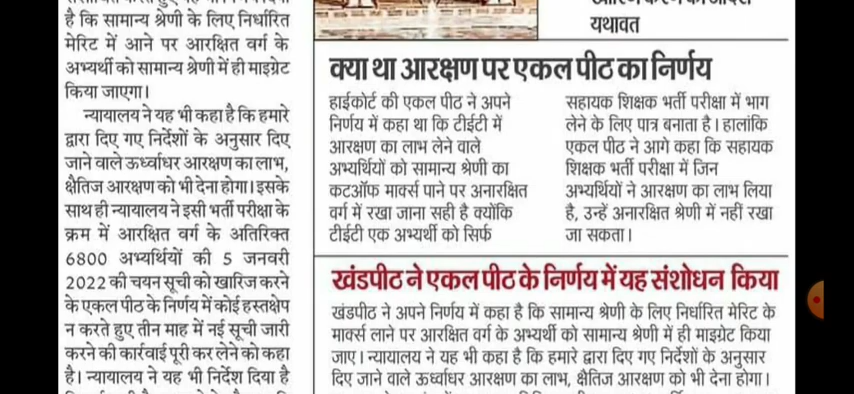 है कि सामान्य श्रेणी के लिए निर्धारित
मेरिट में आने पर आरक्षित वर्ग के
अभ्यर्थी को सामान्य श्रेणी में ही माइग्रेट
किया जाएगा।
न्यायालय ने यह भी कहा है कि हमारे
द्वारा दिए गए निर्देशों के अनुसार दिए
जाने वाले ऊर्ध्वाधर आरक्षण का लाभ,
क्षैतिज आरक्षण को भी देना होगा। इसके
साथ ही न्यायालय ने इसी भर्ती परीक्षा के
क्रम में आरक्षित वर्ग के अतिरिक्त
6800 अभ्यर्थियों की 5 जनवरी
2022 की चयन सूची को खारिज करने
के एकल पीठ के निर्णय में कोई हस्तक्षेप
न करते हुए तीन माह में नई सूची जारी
करने की कार्रवाई पूरी कर लेने को कहा
है। न्यायालय ने यह भी निर्देश दिया है
यथावत
क्या था आरक्षण पर एकल पीठ का निर्णय
हाईकोर्ट की एकल पीठ ने अपने
निर्णय में कहा था कि टीईटी में
आरक्षण का लाभ लेने वाले
अभ्यर्थियों को सामान्य श्रेणी का
कटऑफ मार्क्स पाने पर अनारक्षित
वर्ग में रखा जाना सही है क्योंकि
टीईटी एक अभ्यर्थी को सिर्फ
सहायक शिक्षक भर्ती परीक्षा में भाग
लेने के लिए पात्र बनाता है। हालांकि
एकल पीठ ने आगे कहा कि सहायक
शिक्षक भर्ती परीक्षा में जिन
अभ्यर्थियों ने आरक्षण का लाभ लिया
है, उन्हें अनारक्षित श्रेणी में नहीं रखा
जा सकता।
खंडपीठ ने एकल पीठ के निर्णय में यह संशोधन किया
खंडपीठ ने अपने निर्णय में कहा है कि सामान्य श्रेणी के लिए निर्धारित मेरिट के
मार्क्स लाने पर आरक्षित वर्ग के अभ्यर्थी को सामान्य श्रेणी में ही माइग्रेट किया
जाए। न्यायालय ने यह भी कहा है कि हमारे द्वारा दिए गए निर्देशों के अनुसार
दिए जाने वाले ऊर्ध्वाधर आरक्षण का लाभ, क्षैतिज आरक्षण को भी देना होगा।